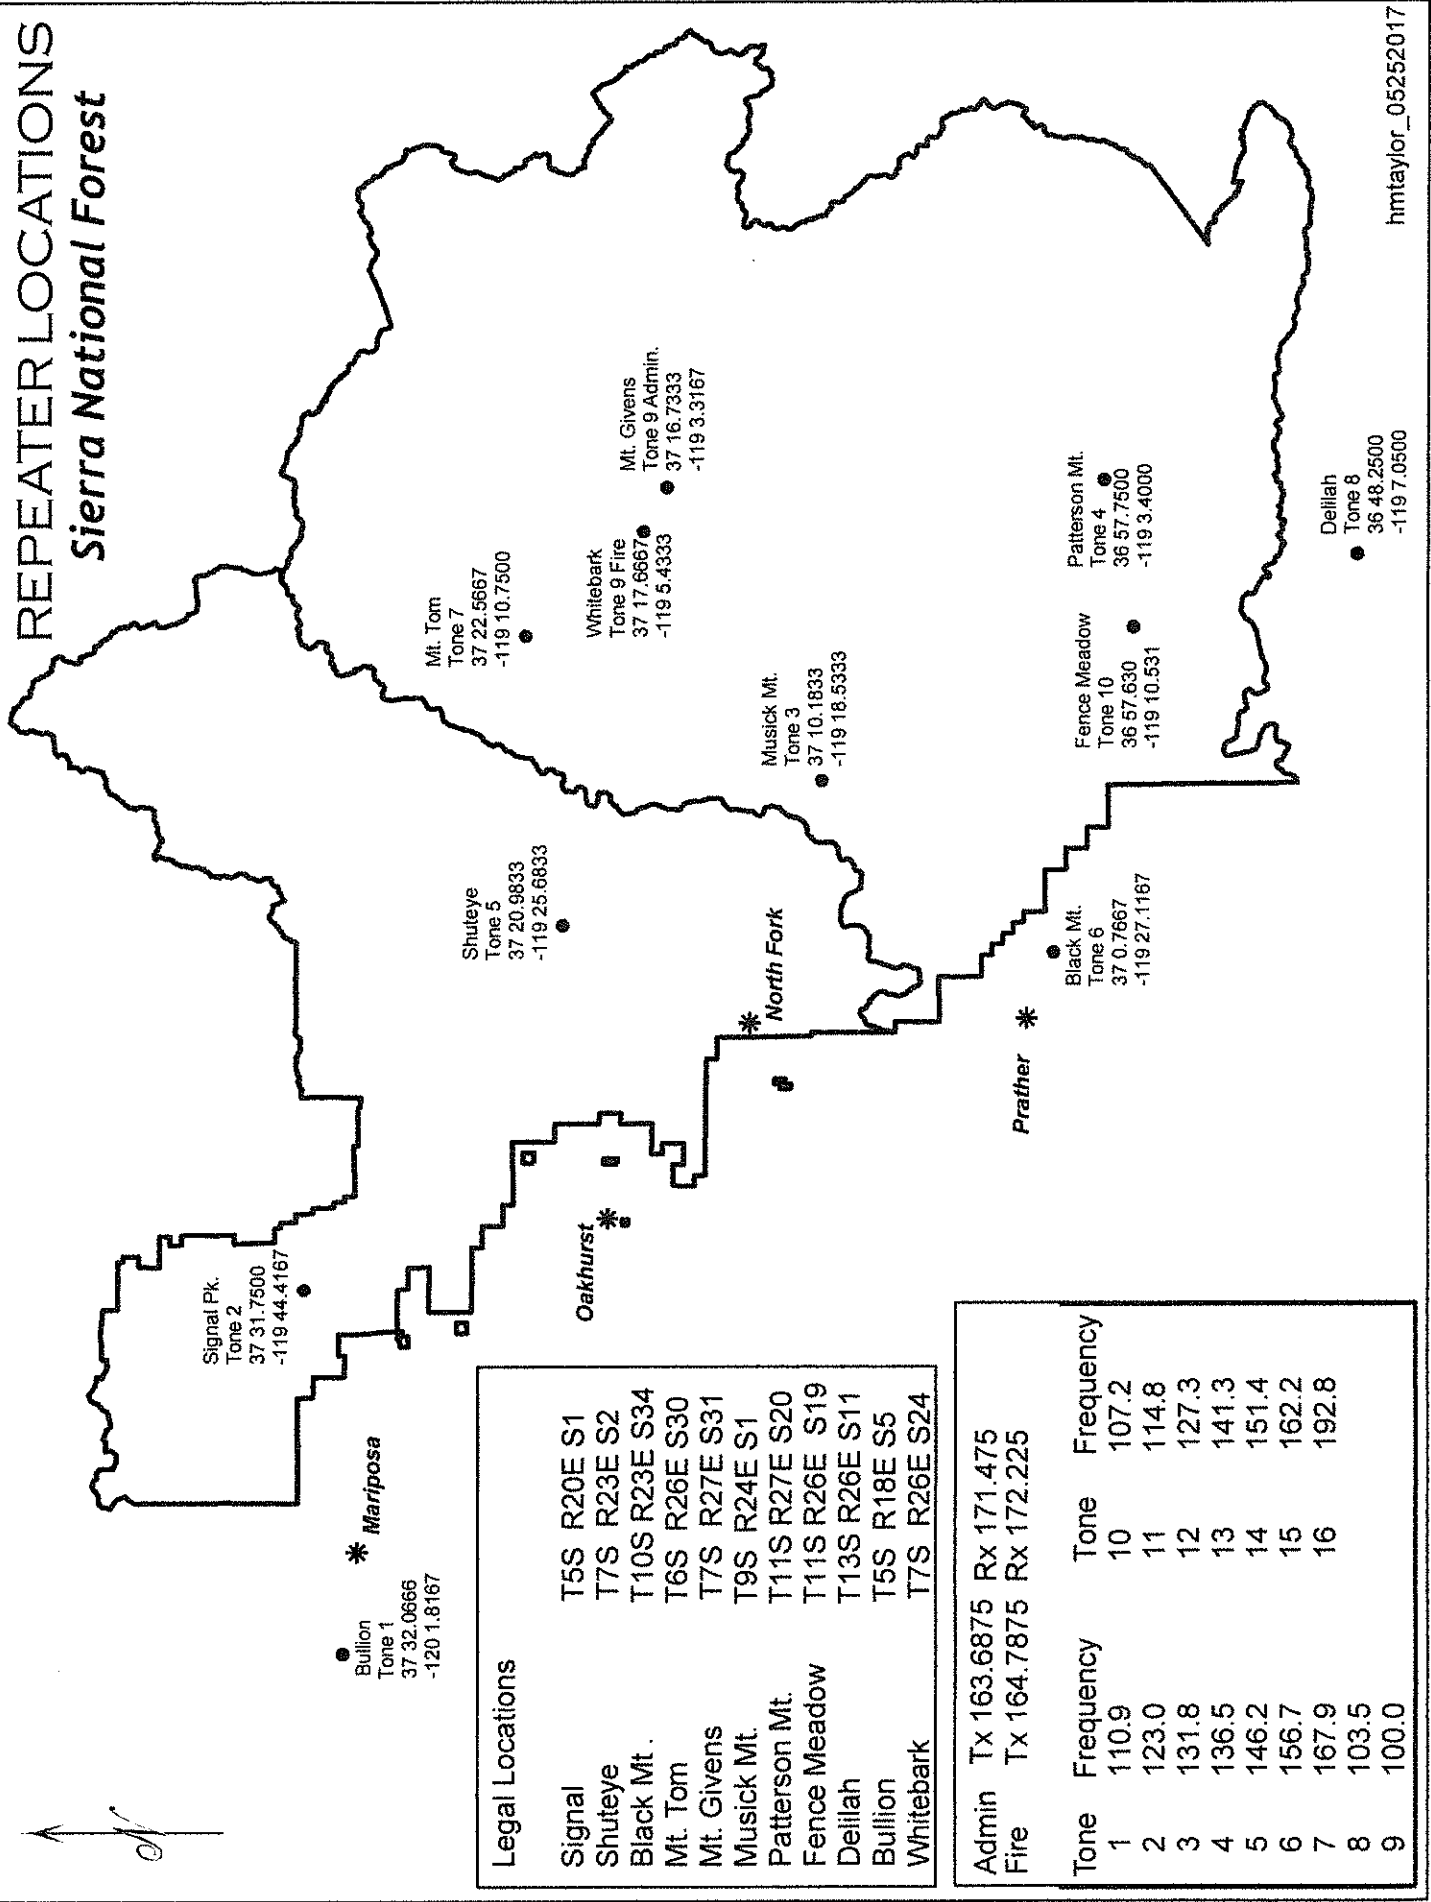 REPEATER LOCATIONS
Sierra National Forest
Signal Pk.
Tone 2
37 31.7500
-119 44.4167
Bullion
Tone 1
37 32.0666
-120 1.8167
Mariposa
Mt. Tom
Tone 7
37 22.5667
-119 10.7500
Shuteye
Tone 5
37 20.9833
-119 25.6833
Oakhurst
Whitebark
Tone 9 Fire
37 17.6667
-119 5.4333
Mt. Givens
Tone 9 Admin.
37 16.7333
-119 3.3167
North Fork
Musick Mt.
Tone 3
37 10.1833
-119 18.5333
Prather
Black Mt.
Tone 6
37 0.7667
-119 27.1167
Fence Meadow
Tone 10
36 57.630
-119 10.531
Patterson Mt.
Tone 4
36 57.7500
-119 3.4000
Delilah
Tone 8
36 48.2500
-119 7.0500
Legal Locations
Signal T5S R20E S1
Shuteye T7S R23E S2
Black Mt . T10S R23E S34
Mt. Tom T6S R26E S30
Mt. Givens T7S R27E S31
Musick Mt. T9S R24E S1
Patterson Mt. T11S R27E S20
Fence Meadow T11S R26E S19
Delilah T13S R26E S11
Bullion T5S R18E S5
Whitebark T7S R26E S24
Admin Tx 163.6875 Rx 171.475
Fire Tx 164.7875 Rx 172.225
Tone Frequency Tone Frequency
1 110.9 10 107.2
2 123.0 11 114.8
3 131.8 12 127.3
4 136.5 13 141.3
5 146.2 14 151.4
6 156.7 15 162.2
7 167.9 16 192.8
8 103.5
9 100.0
hmtaylor_05252017